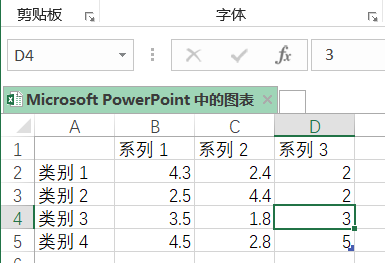 剪贴板 字体
D4 fx 3
Microsoft PowerPoint 中的图表
A B C D
1 系列 1 系列 2 系列 3
2 类别 1 4.3 2.4 2
3 类别 2 2.5 4.4 2
4 类别 3 3.5 1.8 3
5 类别 4 4.5 2.8 5